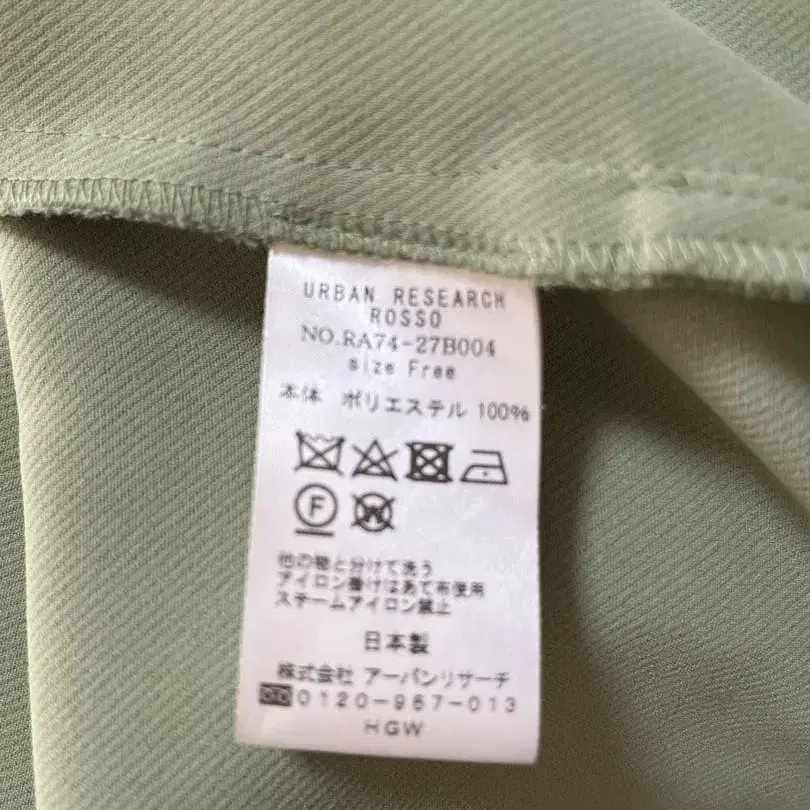 URBAN RESEARCH
ROSSO
NO.RA74-27B004
size Free
本体 ポリエステル 100%
F
W
他の物と分けて洗う
アイロン掛けはあて布使用
スチームアイロン禁止
日本製
株式会社 アーバンリサーチ
0120-967-013
HGW